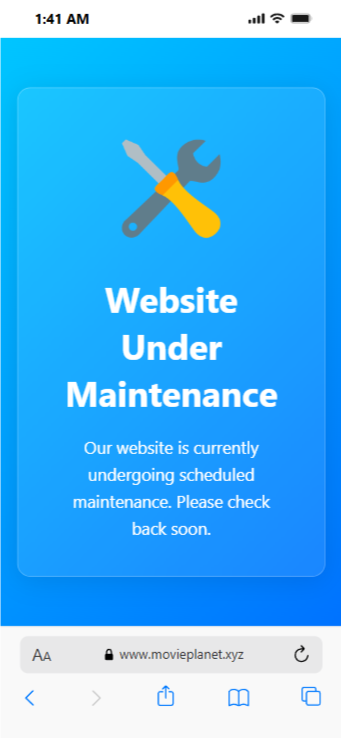 1:41 AM
Website
Under
Maintenance
Our website is currently
undergoing scheduled
maintenance. Please check
back soon.
AA www.movieplanet.xyz